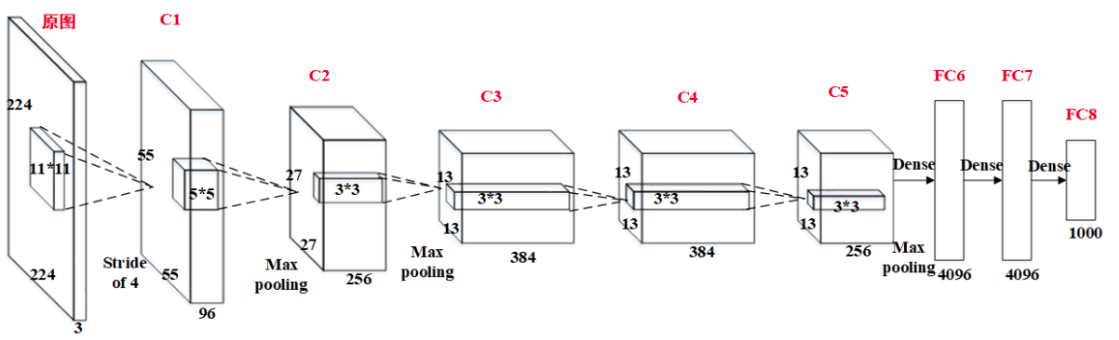 原图
C1
C2
C3
C4
C5
FC6
FC7
FC8
224
11*11
224
3
55
5*5
Stride
of 4
55
96
27
3*3
27
Max
pooling
256
13
3*3
13
Max
pooling
384
13
3*3
13
384
13
3*3
13
256
Max
pooling
Dense
Dense
Dense
4096
4096
1000